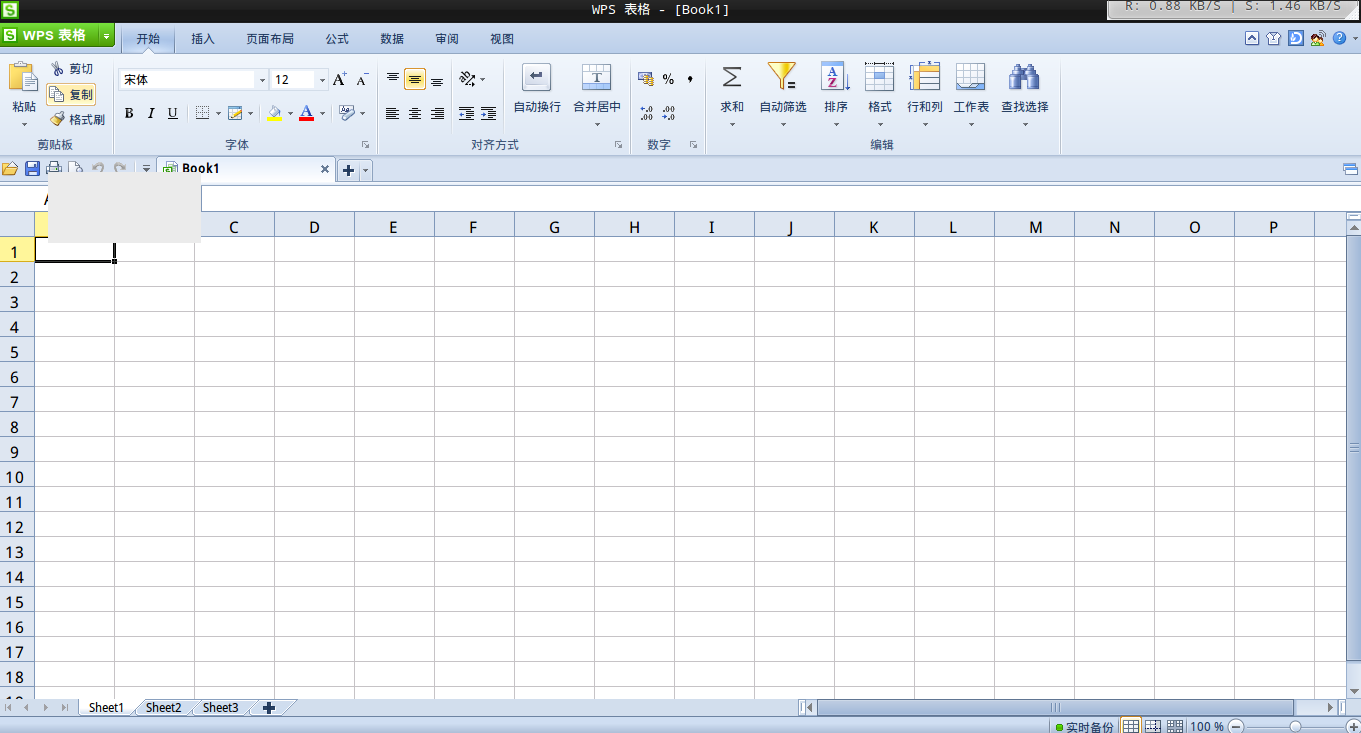 WPS 表格 - [Book1]
R: 0.88 KB/S | S: 1.46 KB/S
WPS 表格
开始 插入 页面布局 公式 数据 审阅 视图
粘贴 剪切 复制 格式刷
宋体 12
自动换行 合并居中
求和 自动筛选 排序 格式 行和列 工作表 查找选择
剪贴板 字体 对齐方式 数字 编辑
Book1
C D E F G H I J K L M N O P
1
2
3
4
5
6
7
8
9
10
11
12
13
14
15
16
17
18
Sheet1 Sheet2 Sheet3
实时备份 100 %